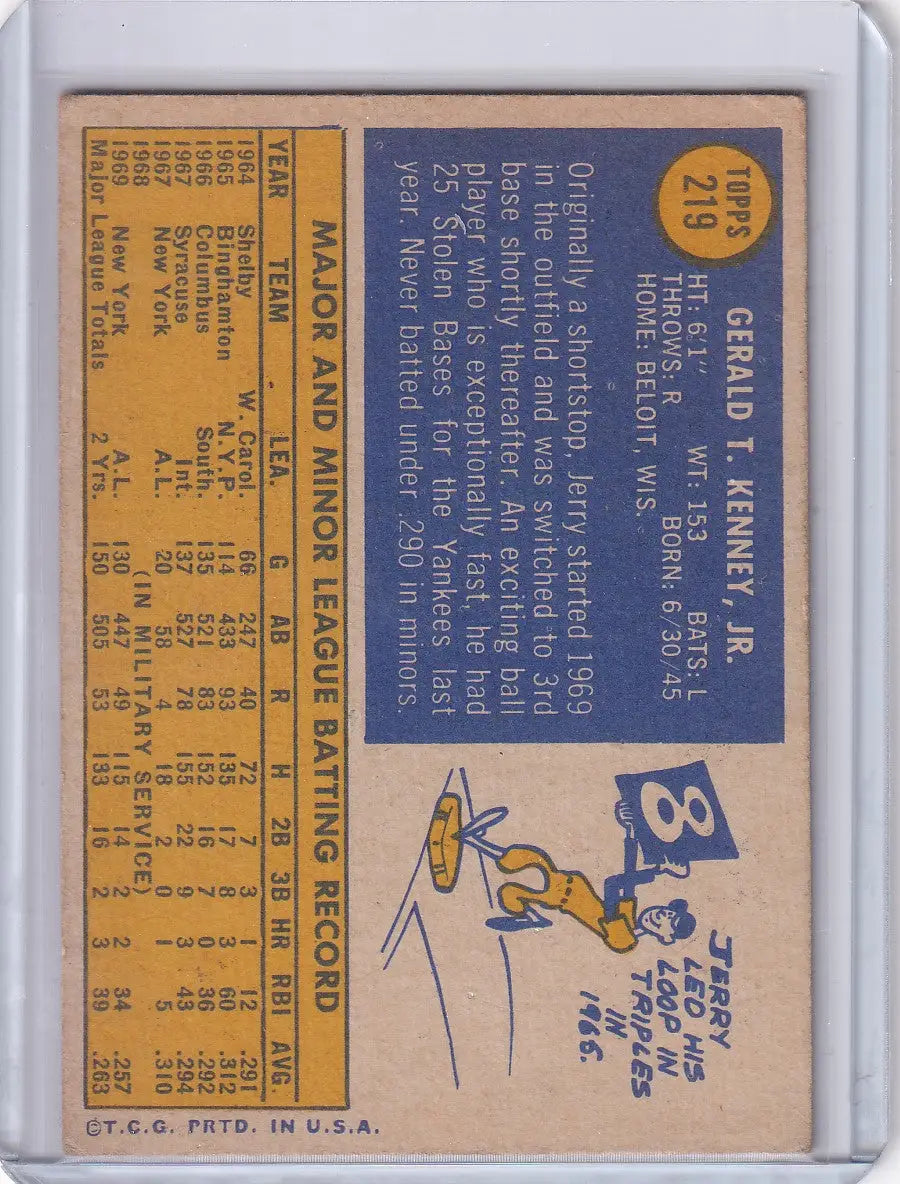 TOPPS
219
GERALD T. KENNEY, JR.
HT: 6'1" WT: 153 BATS: L
THROWS: R BORN: 6/30/45
HOME: BELOIT, WIS.
Originally a shortstop, Jerry started 1969
in the outfield and was switched to 3rd
base shortly thereafter. An exciting ball
player who is exceptionally fast, he had
25 Stolen Bases for the Yankees last
year. Never batted under .290 in minors.
8
JERRY
LED HIS
LOOP IN
TRIPLES
IN
1965.
MAJOR AND MINOR LEAGUE BATTING RECORD
YEAR TEAM LEA. G AB R H 2B 3B HR RBI AVG.
1964 Shelby W. Carol. 66 247 40 72 7 3 1 12 .291
1965 Binghamton N.Y.P. 114 433 93 135 17 8 3 60 .312
1966 Columbus South. 135 521 83 152 16 7 0 36 .292
1967 Syracuse Int. 137 527 78 155 22 9 3 43 .294
1967 New York A.L. 20 58 4 18 2 0 1 5 .310
1968 (IN MILITARY SERVICE)
1969 New York A.L. 130 447 49 115 14 2 2 34 .257
Major League Totals 2 Yrs. 150 505 53 133 16 2 3 39 .263
©T.C.G. PRTD. IN U.S.A.